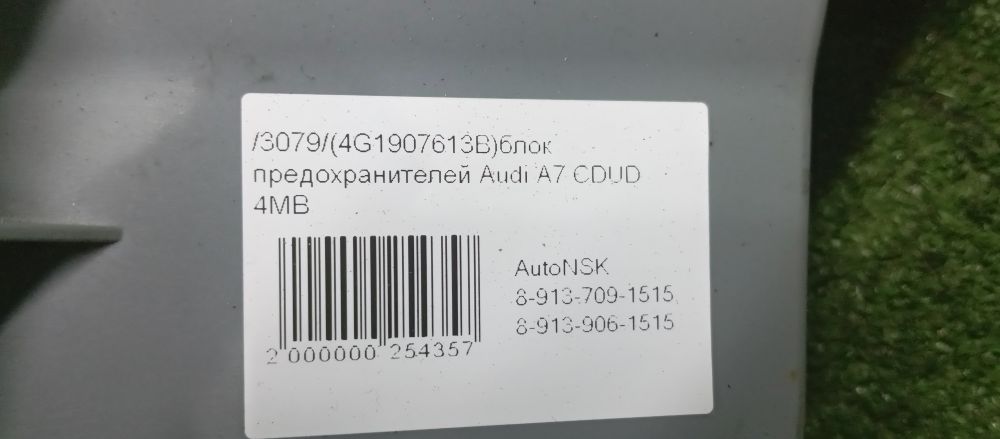 /3079/(4G1907613B)блок
предохранителей Audi A7 CDUD
4MB
AutoNSK
8-913-709-1515
8-913-906-1515
2 000000 254357